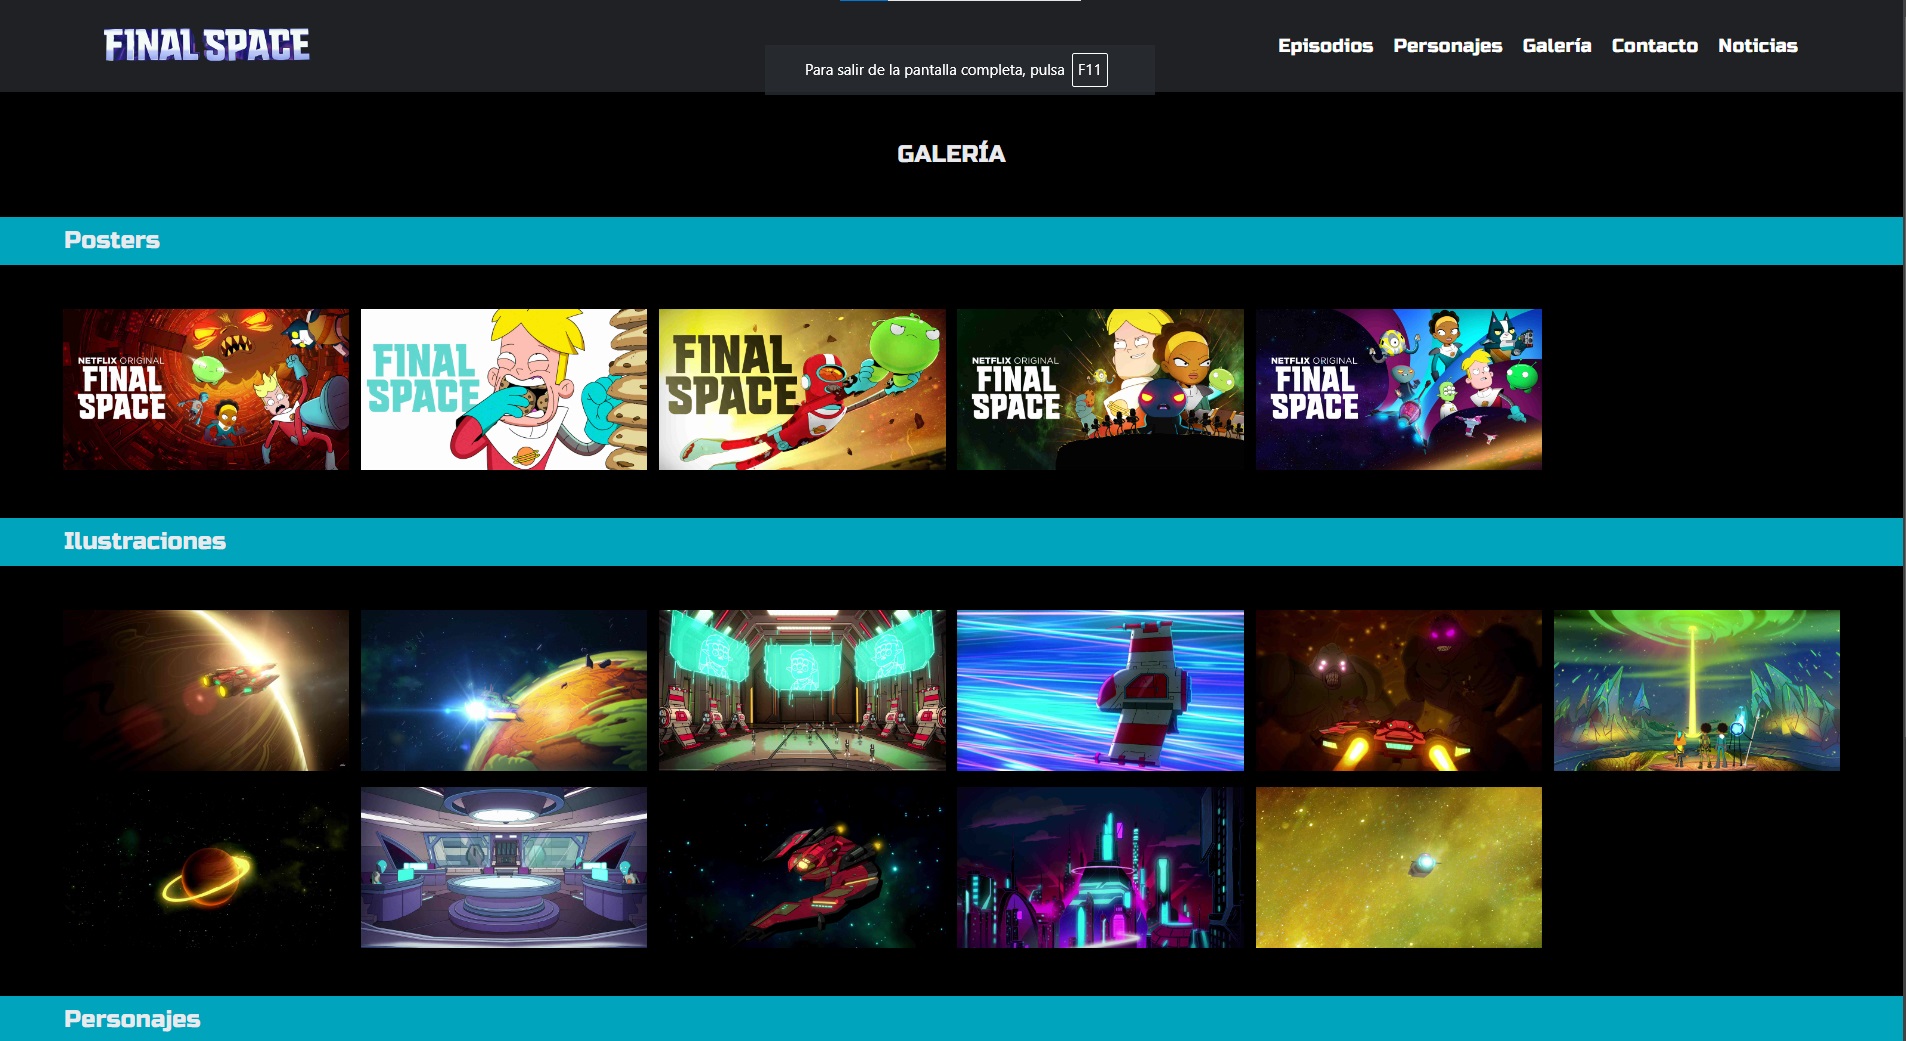 FINAL SPACE
Episodios Personajes Galería Contacto Noticias
Para salir de la pantalla completa, pulsa F11
GALERÍA
Posters
NETFLIX ORIGINAL
FINAL
SPACE
FINAL
SPACE
FINAL
SPACE
NETFLIX ORIGINAL
FINAL
SPACE
NETFLIX ORIGINAL
FINAL
SPACE
Ilustraciones
Personajes